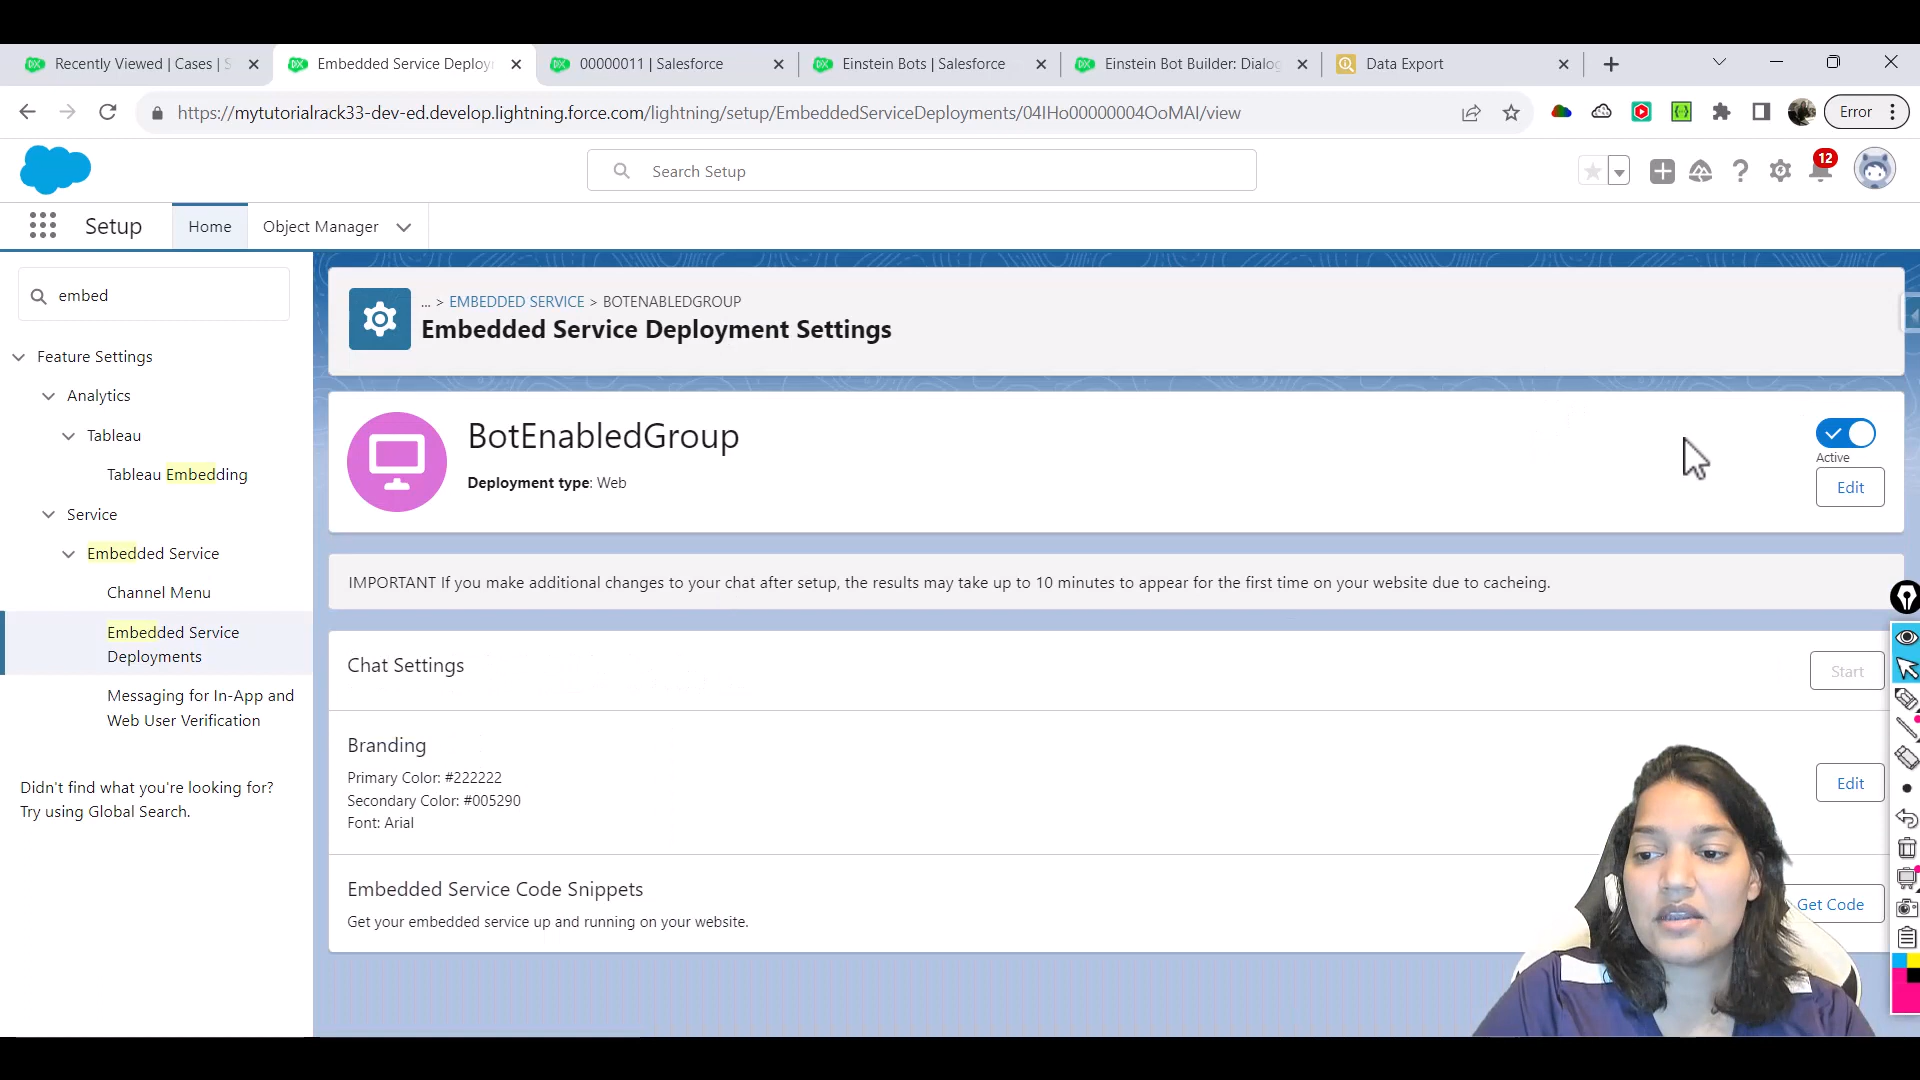 Recently Viewed | Cases | S
Embedded Service Deploy
00000011 | Salesforce
Einstein Bots | Salesforce
Einstein Bot Builder: Dialog
Data Export
https://mytutorialrack33-dev-ed.develop.lightning.force.com/lightning/setup/EmbeddedServiceDeployments/04IHo00000004OoMAI/view
Error
Search Setup
12
Setup
Home
Object Manager
embed
Feature Settings
Analytics
Tableau
Tableau Embedding
Service
Embedded Service
Channel Menu
Embedded Service
Deployments
Messaging for In-App and
Web User Verification
Didn't find what you're looking for?
Try using Global Search.
... > EMBEDDED SERVICE > BOTENABLEDGROUP
Embedded Service Deployment Settings
BotEnabledGroup
Deployment type: Web
Active
Edit
IMPORTANT If you make additional changes to your chat after setup, the results may take up to 10 minutes to appear for the first time on your website due to cacheing.
Chat Settings
Start
Branding
Primary Color: #222222
Secondary Color: #005290
Font: Arial
Edit
Embedded Service Code Snippets
Get your embedded service up and running on your website.
Get Code